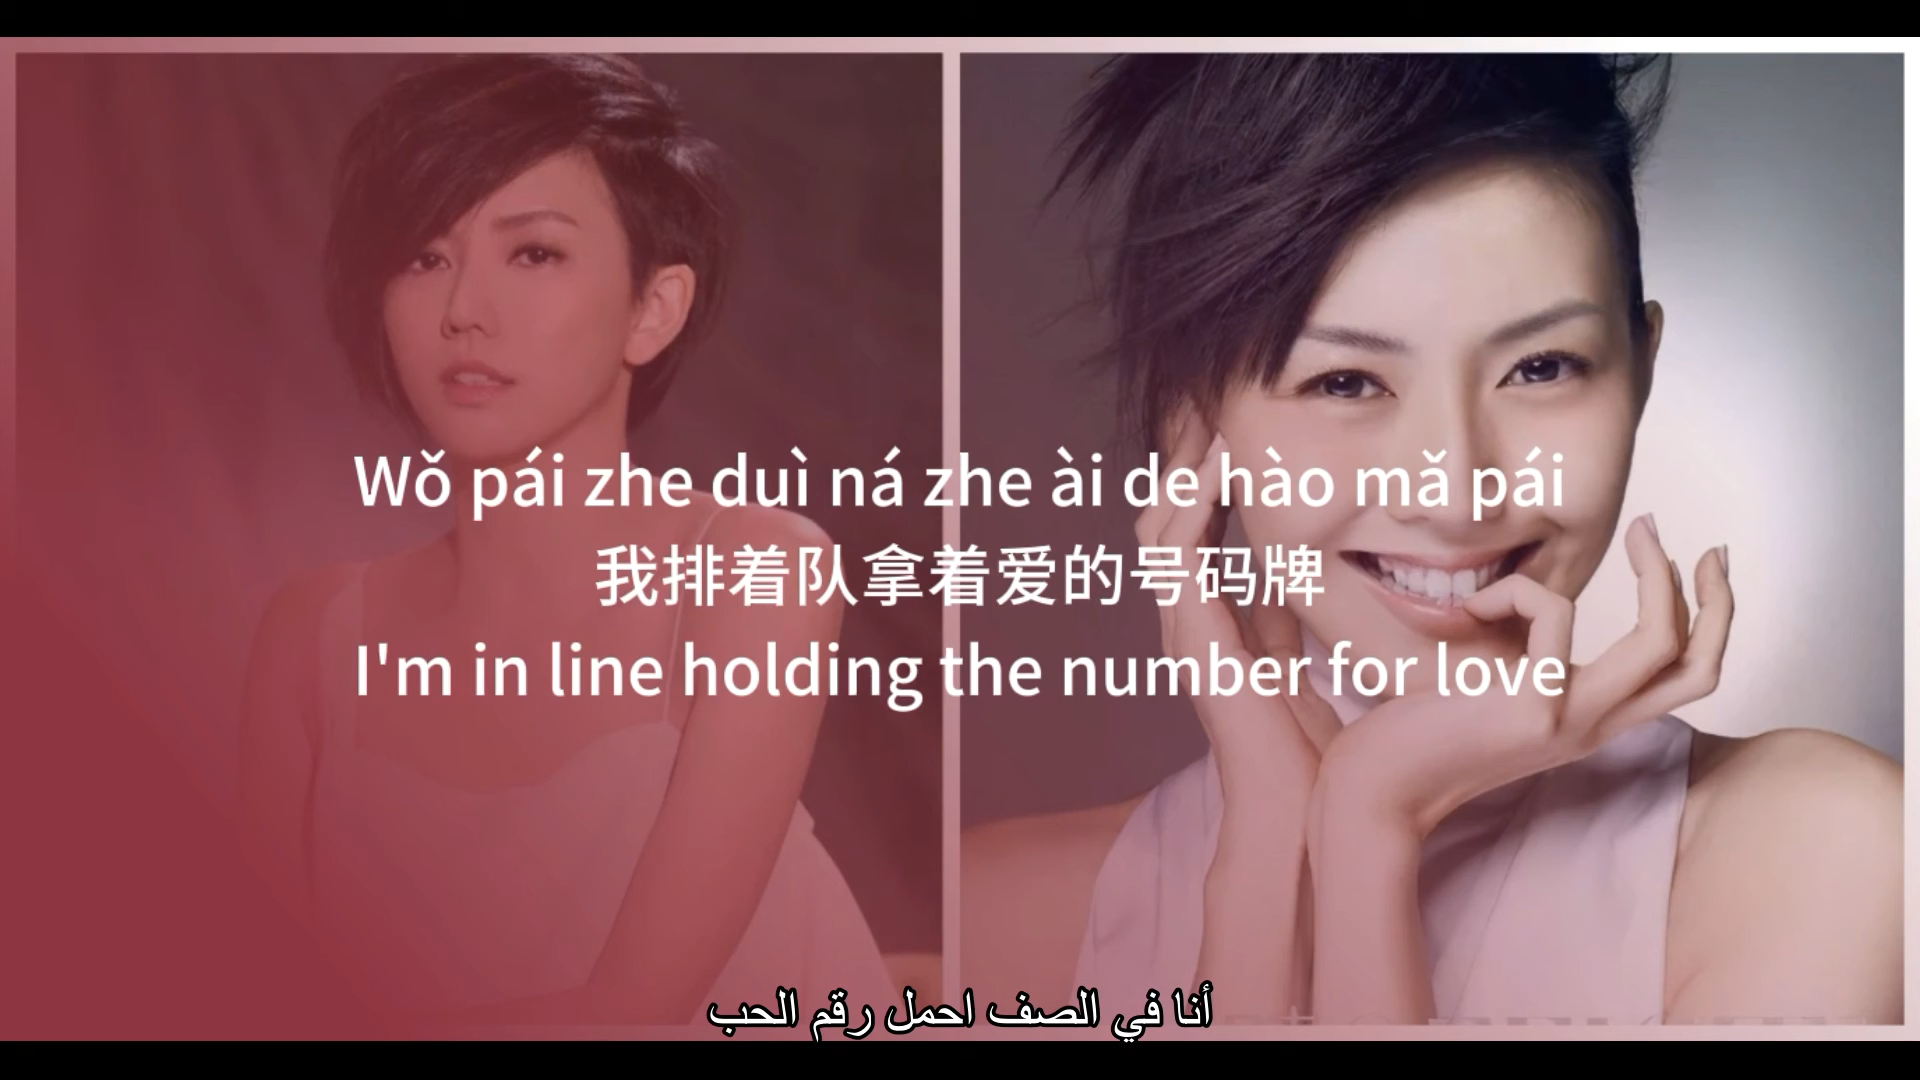 Wǒ pái zhe duì ná zhe ài de hào mǎ pái
我排着队拿着爱的号码牌
I'm in line holding the number for love
أنا في الصف احمل رقم الحب